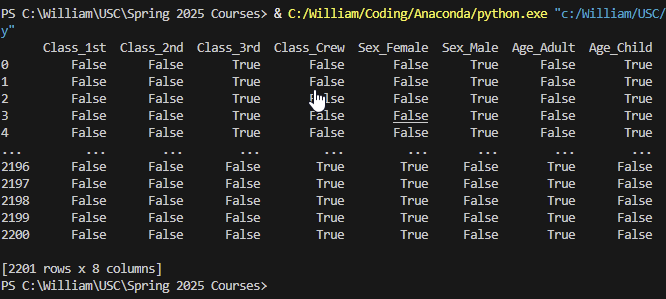 PS C:\William\USC\Spring 2025 Courses> & C:/William/Coding/Anaconda/python.exe "c:/William/USC/
y"
Class_1st Class_2nd Class_3rd Class_Crew Sex_Female Sex_Male Age_Adult Age_Child
0 False False True False False True False True
1 False False True False False True False True
2 False False True False False True False True
3 False False True False False True False True
4 False False True False False True False True
... ... ... ... ... ... ... ... ...
2196 False False False True True False True False
2197 False False False True True False True False
2198 False False False True True False True False
2199 False False False True True False True False
2200 False False False True True False True False
[2201 rows x 8 columns]
PS C:\William\USC\Spring 2025 Courses>